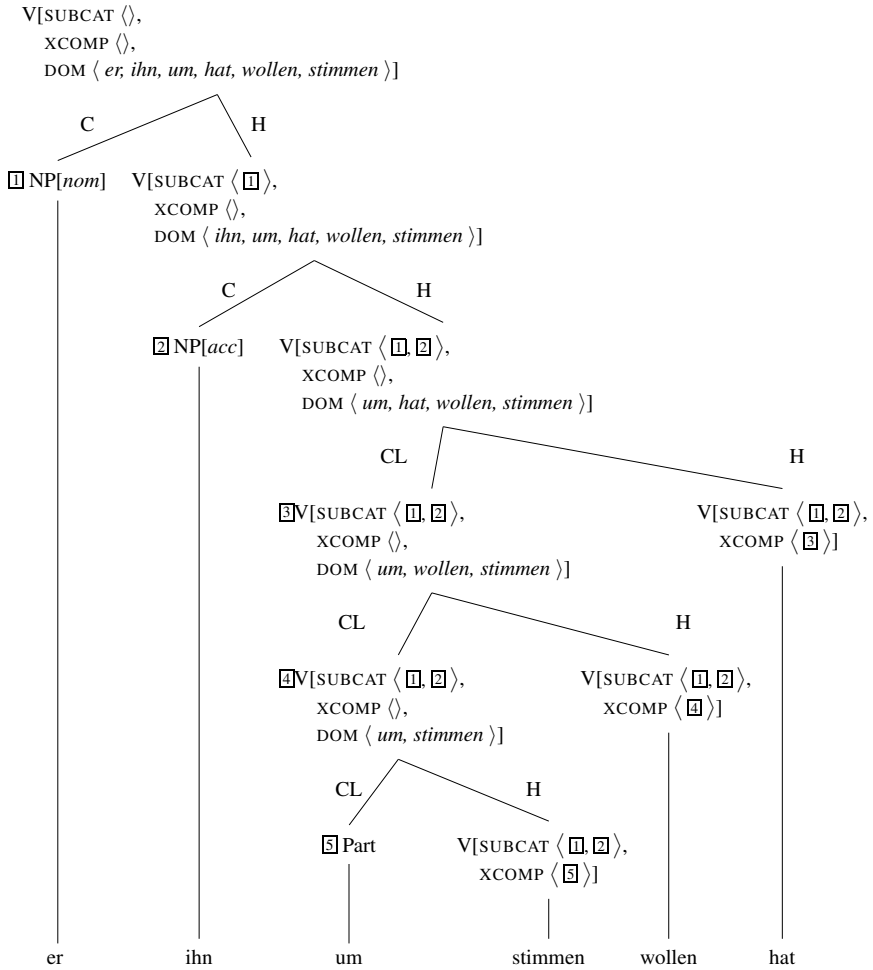 V[SUBCAT ⟨⟩,
XCOMP ⟨⟩,
DOM ⟨ er, ihn, um, hat, wollen, stimmen ⟩]
C H
1 NP[nom] V[SUBCAT ⟨ 1 ⟩,
XCOMP ⟨⟩,
DOM ⟨ ihn, um, hat, wollen, stimmen ⟩]
C H
2 NP[acc] V[SUBCAT ⟨ 1, 2 ⟩,
XCOMP ⟨⟩,
DOM ⟨ um, hat, wollen, stimmen ⟩]
CL H
3V[SUBCAT ⟨ 1, 2 ⟩, V[SUBCAT ⟨ 1, 2 ⟩,
XCOMP ⟨⟩, XCOMP ⟨ 3 ⟩]
DOM ⟨ um, wollen, stimmen ⟩]
CL H
4V[SUBCAT ⟨ 1, 2 ⟩, V[SUBCAT ⟨ 1, 2 ⟩,
XCOMP ⟨⟩, XCOMP ⟨ 4 ⟩]
DOM ⟨ um, stimmen ⟩]
CL H
5 Part V[SUBCAT ⟨ 1, 2 ⟩,
XCOMP ⟨ 5 ⟩]
er ihn um stimmen wollen hat